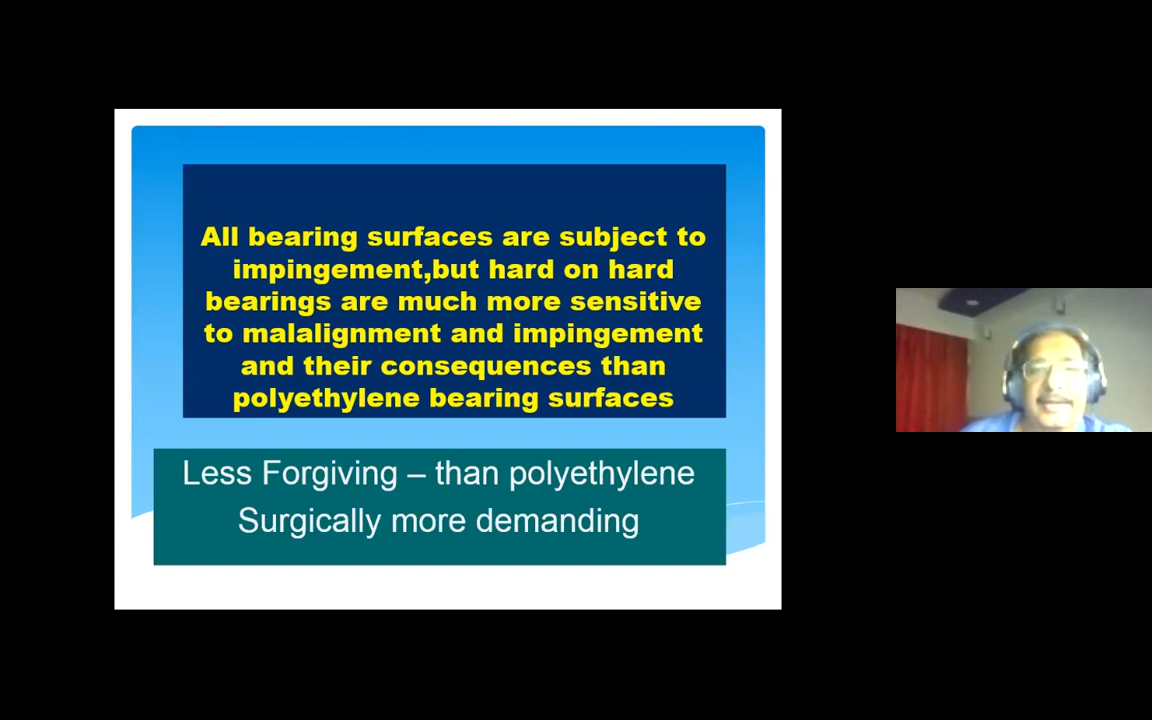 All bearing surfaces are subject to
impingement,but hard on hard
bearings are much more sensitive
to malalignment and impingement
and their consequences than
polyethylene bearing surfaces
Less Forgiving – than polyethylene
Surgically more demanding